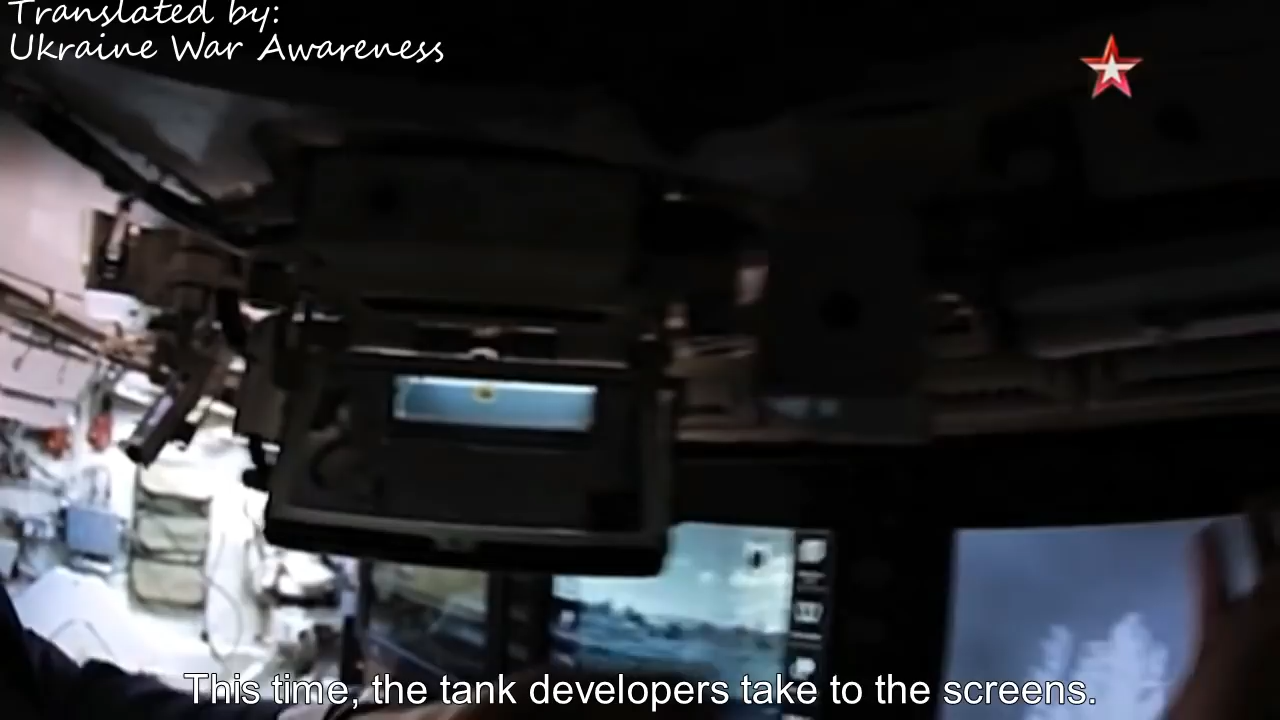 Translated by:
Ukraine War Awareness
This time, the tank developers take to the screens.